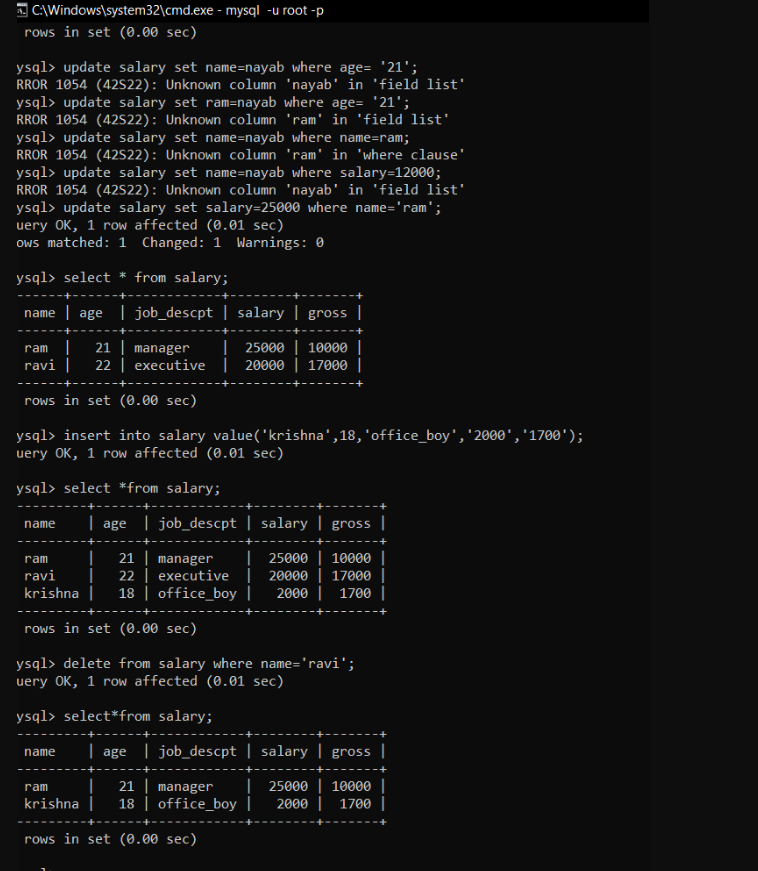 C:\Windows\system32\cmd.exe - mysql  -u root -p
rows in set (0.00 sec)
ysql> update salary set name=nayab where age= '21';
RROR 1054 (42S22): Unknown column 'nayab' in 'field list'
ysql> update salary set ram=nayab where age= '21';
RROR 1054 (42S22): Unknown column 'ram' in 'field list'
ysql> update salary set name=nayab where name=ram;
RROR 1054 (42S22): Unknown column 'ram' in 'where clause'
ysql> update salary set name=nayab where salary=12000;
RROR 1054 (42S22): Unknown column 'nayab' in 'field list'
ysql> update salary set salary=25000 where name='ram';
uery OK, 1 row affected (0.01 sec)
ows matched: 1  Changed: 1  Warnings: 0
ysql> select * from salary;
------+------+------------+--------+-------+
name | age  | job_descpt | salary | gross |
------+------+------------+--------+-------+
ram  |   21 | manager    |  25000 | 10000 |
ravi |   22 | executive  |  20000 | 17000 |
------+------+------------+--------+-------+
rows in set (0.00 sec)
ysql> insert into salary value('krishna',18,'office_boy','2000','1700');
uery OK, 1 row affected (0.01 sec)
ysql> select *from salary;
---------+------+------------+--------+-------+
name    | age  | job_descpt | salary | gross |
---------+------+------------+--------+-------+
ram     |   21 | manager    |  25000 | 10000 |
ravi    |   22 | executive  |  20000 | 17000 |
krishna |   18 | office_boy |   2000 |  1700 |
---------+------+------------+--------+-------+
rows in set (0.00 sec)
ysql> delete from salary where name='ravi';
uery OK, 1 row affected (0.01 sec)
ysql> select*from salary;
---------+------+------------+--------+-------+
name    | age  | job_descpt | salary | gross |
---------+------+------------+--------+-------+
ram     |   21 | manager    |  25000 | 10000 |
krishna |   18 | office_boy |   2000 |  1700 |
---------+------+------------+--------+-------+
rows in set (0.00 sec)